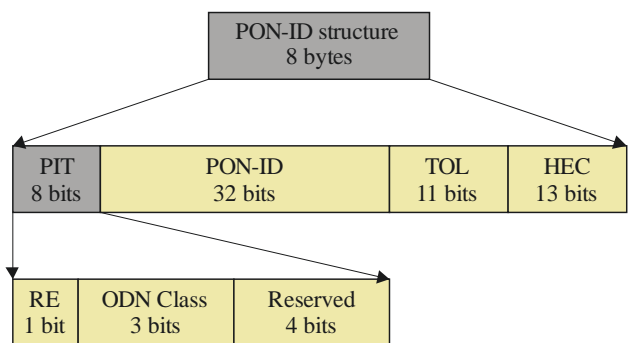 PON-ID structure
8 bytes
PIT
8 bits
PON-ID
32 bits
TOL
11 bits
HEC
13 bits
RE
1 bit
ODN Class
3 bits
Reserved
4 bits